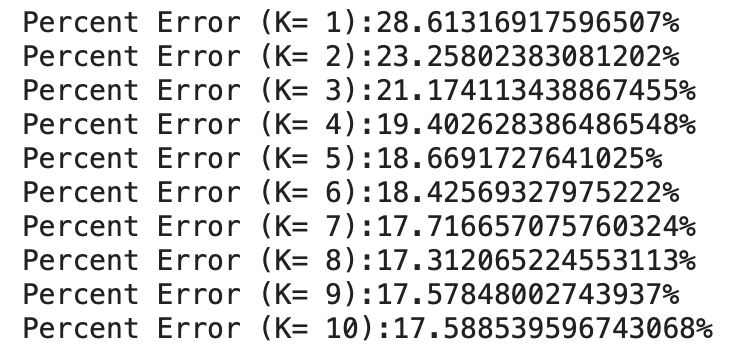 Percent Error (K= 1):28.61316917596507%
Percent Error (K= 2):23.25802383081202%
Percent Error (K= 3):21.174113438867455%
Percent Error (K= 4):19.402628386486548%
Percent Error (K= 5):18.6691727641025%
Percent Error (K= 6):18.42569327975222%
Percent Error (K= 7):17.716657075760324%
Percent Error (K= 8):17.312065224553113%
Percent Error (K= 9):17.57848002743937%
Percent Error (K= 10):17.588539596743068%